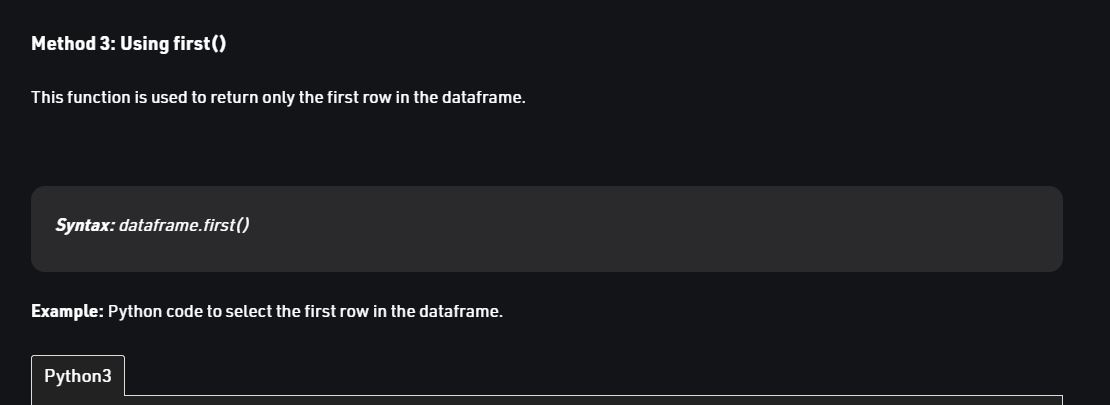 Method 3: Using first()
This function is used to return only the first row in the dataframe.
Syntax: dataframe.first()
Example: Python code to select the first row in the dataframe.
Python3